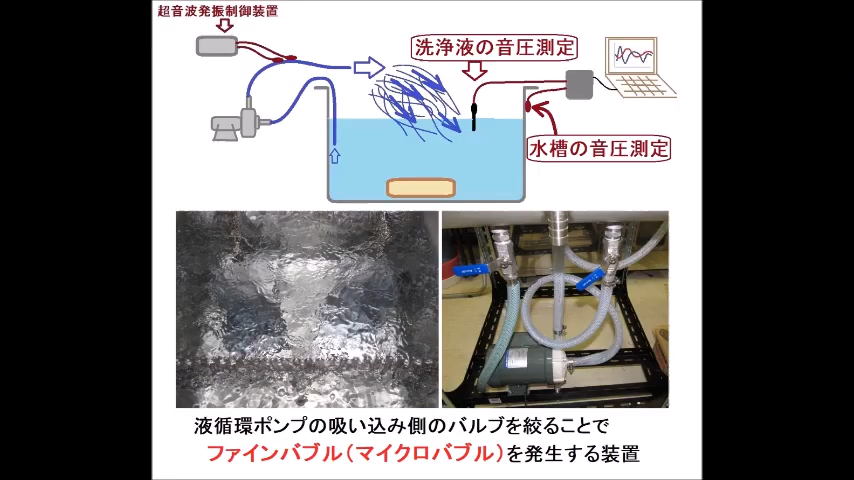 超音波発振制御装置
洗浄液の音圧測定
水槽の音圧測定
液循環ポンプの吸い込み側のバルブを絞ることで
ファインバブル（マイクロバブル）を発生する装置